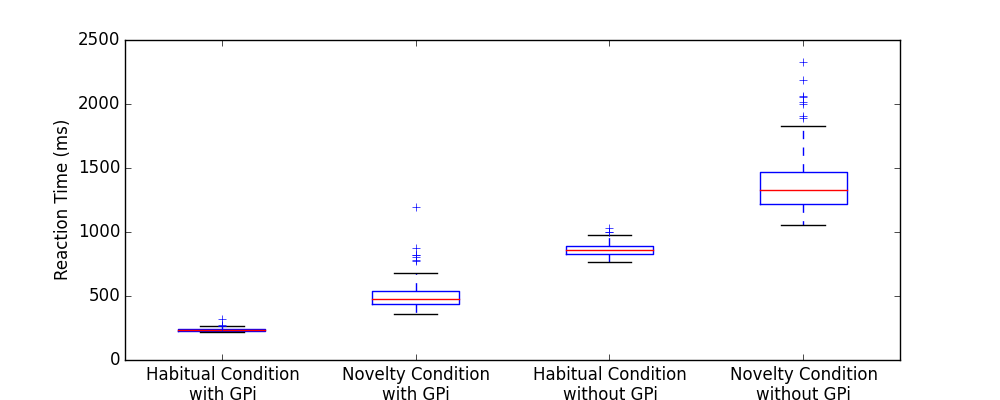 2500
2000
1500
1000
500
0
Reaction Time (ms)
Habitual Condition
with GPi
Novelty Condition
with GPi
Habitual Condition
without GPi
Novelty Condition
without GPi